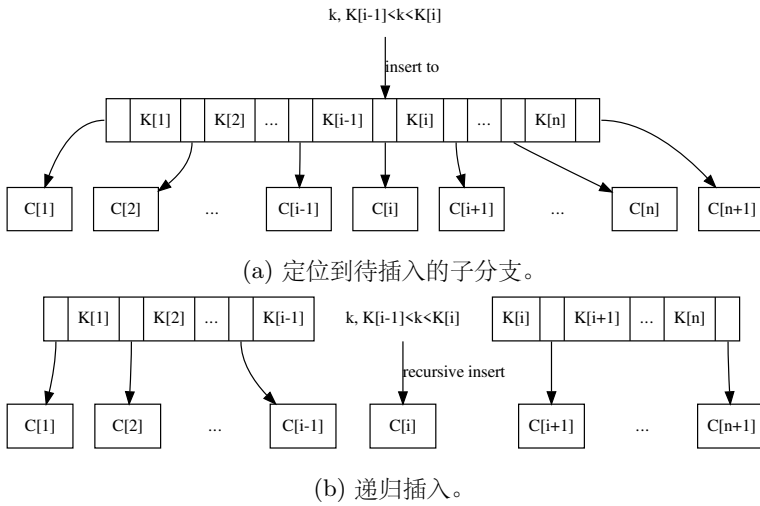 k, K[i-1]<k<K[i]
insert to
K[1] K[2] ... K[i-1] K[i] ... K[n]
C[1] C[2] ... C[i-1] C[i] C[i+1] ... C[n] C[n+1]
(a) 定位到待插入的子分支。
K[1] K[2] ... K[i-1] k, K[i-1]<k<K[i] K[i] K[i+1] ... K[n]
recursive insert
C[1] C[2] ... C[i-1] C[i] C[i+1] ... C[n+1]
(b) 递归插入。